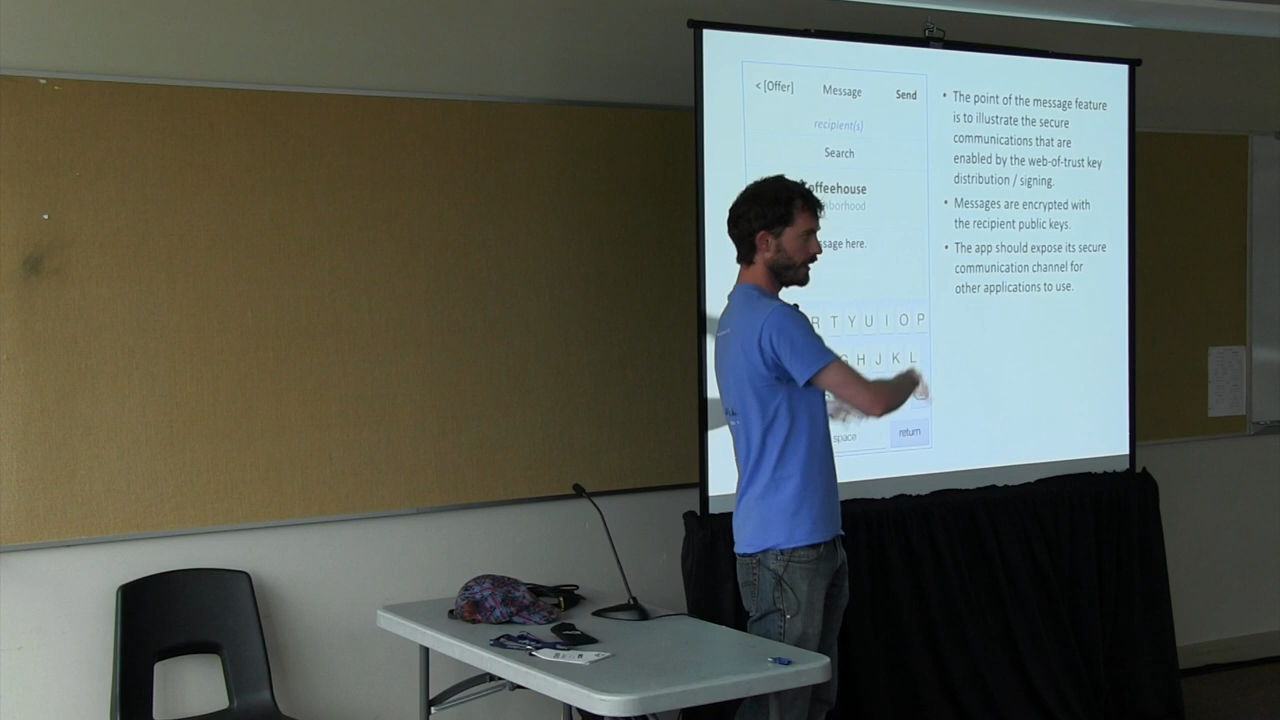 < [Offer] Message Send
recipient(s)
Search
offeehouse
borhood
sage here.
R T Y U I O P
G H J K L
space return
• The point of the message feature
is to illustrate the secure
communications that are
enabled by the web-of-trust key
distribution / signing.
• Messages are encrypted with
the recipient public keys.
• The app should expose its secure
communication channel for
other applications to use.